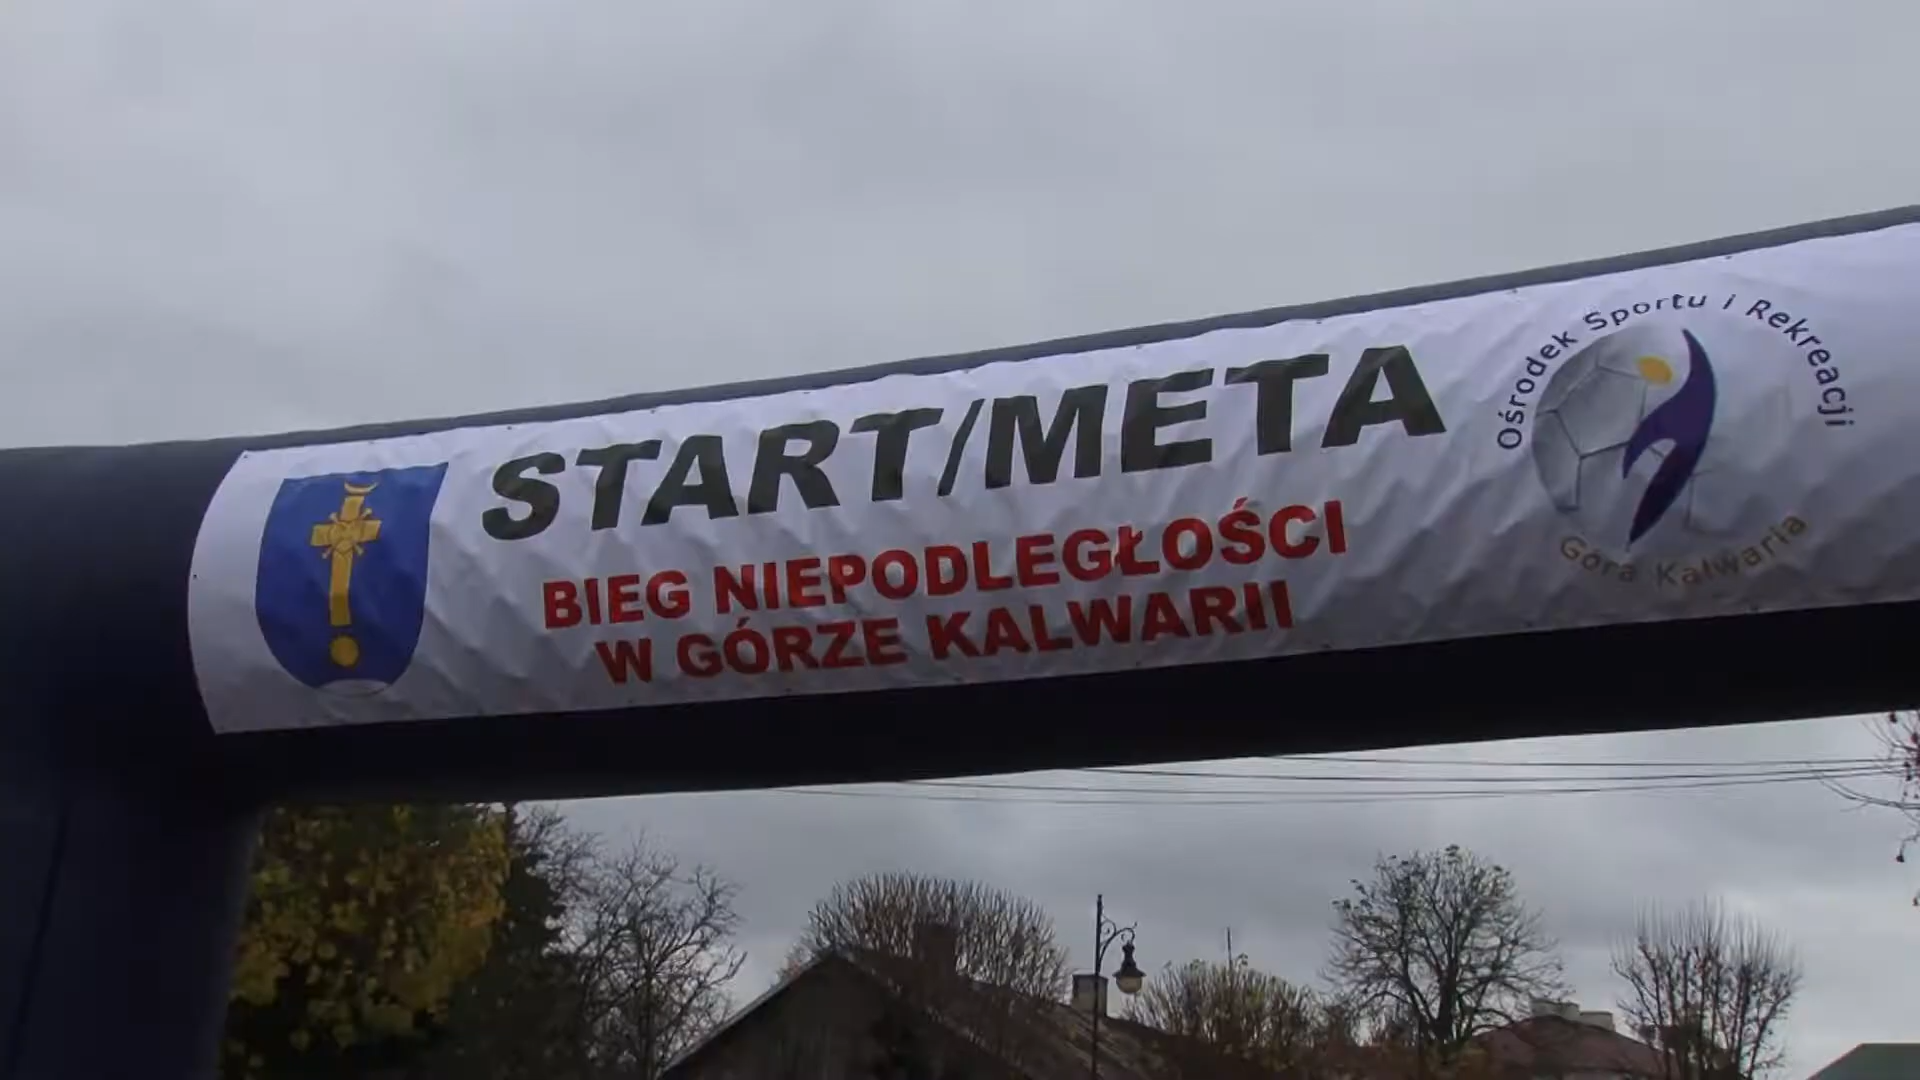 START/META
BIEG NIEPODLEGŁOŚCI
W GÓRZE KALWARII
Ośrodek Sportu i Rekreacji
Góra Kalwaria